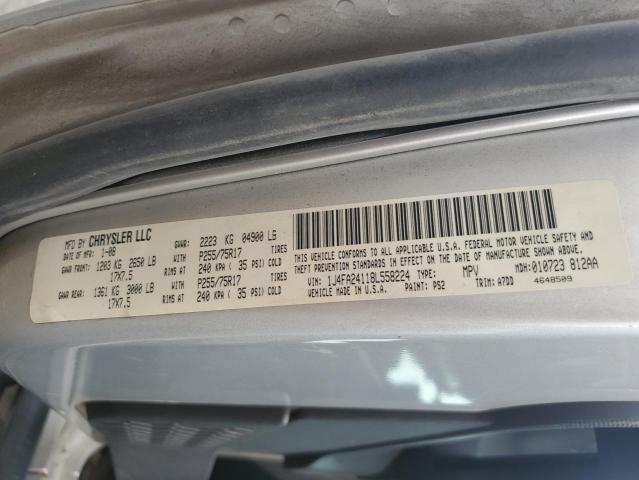 MFD BY CHRYSLER LLC
DATE OF MFR: 1-08 GVWR: 2223 KG 04900 LB
GAWR FRONT: WITH TIRES
1203 KG 2650 LB P255/75R17
17X7.5 RIMS AT 240 KPA ( 35 PSI) COLD
GAWR REAR: WITH TIRES
1361 KG 3000 LB P255/75R17
17X7.5 RIMS AT 240 KPA ( 35 PSI) COLD
THIS VEHICLE CONFORMS TO ALL APPLICABLE U.S.A. FEDERAL MOTOR VEHICLE SAFETY AND
THEFT PREVENTION STANDARDS IN EFFECT ON THE DATE OF MANUFACTURE SHOWN ABOVE.
VIN: 1J4FA24118L558224 TYPE: MPV MDH: 010723 812AA
MADE IN U.S.A. PAINT: PS2 TRIM: A7DD 4648509